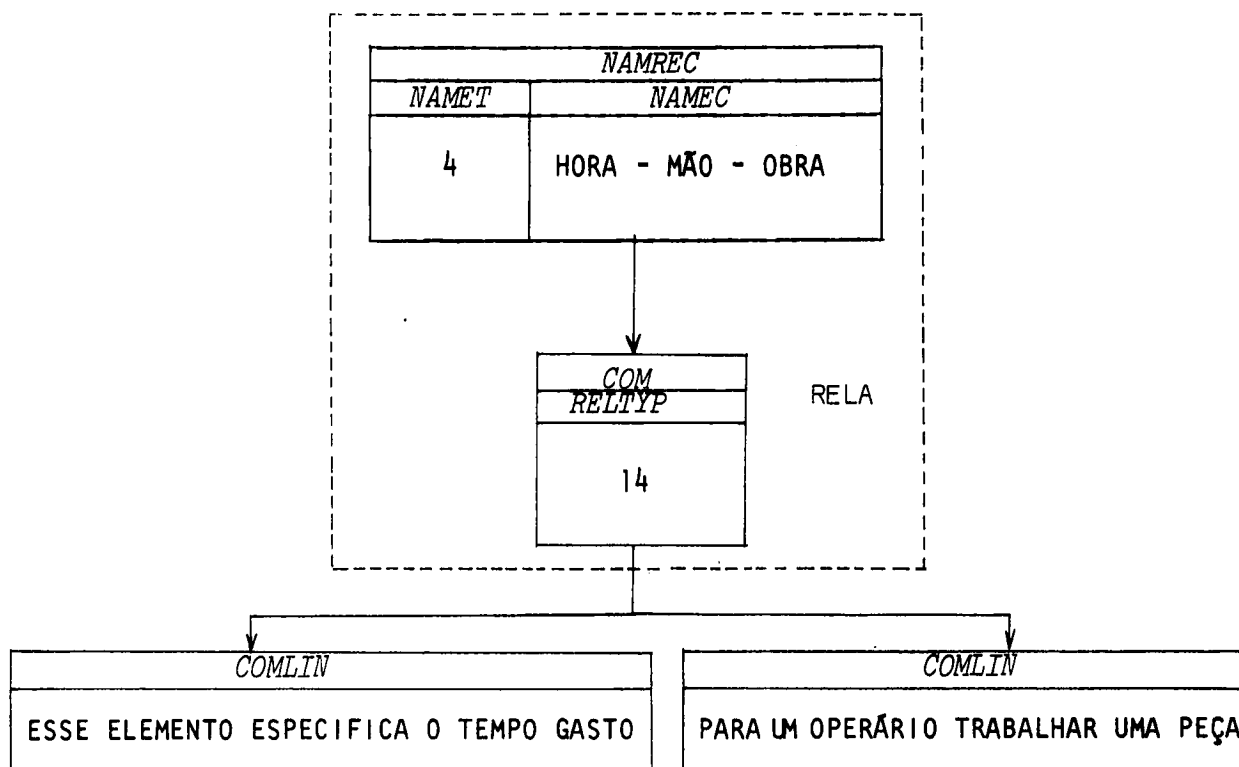 NAMREC
NAMET NAMEC
4 HORA - MÃO - OBRA
COM
RELTYP
RELA
14
COMLIN COMLIN
ESSE ELEMENTO ESPECIFICA O TEMPO GASTO PARA UM OPERÁRIO TRABALHAR UMA PEÇA